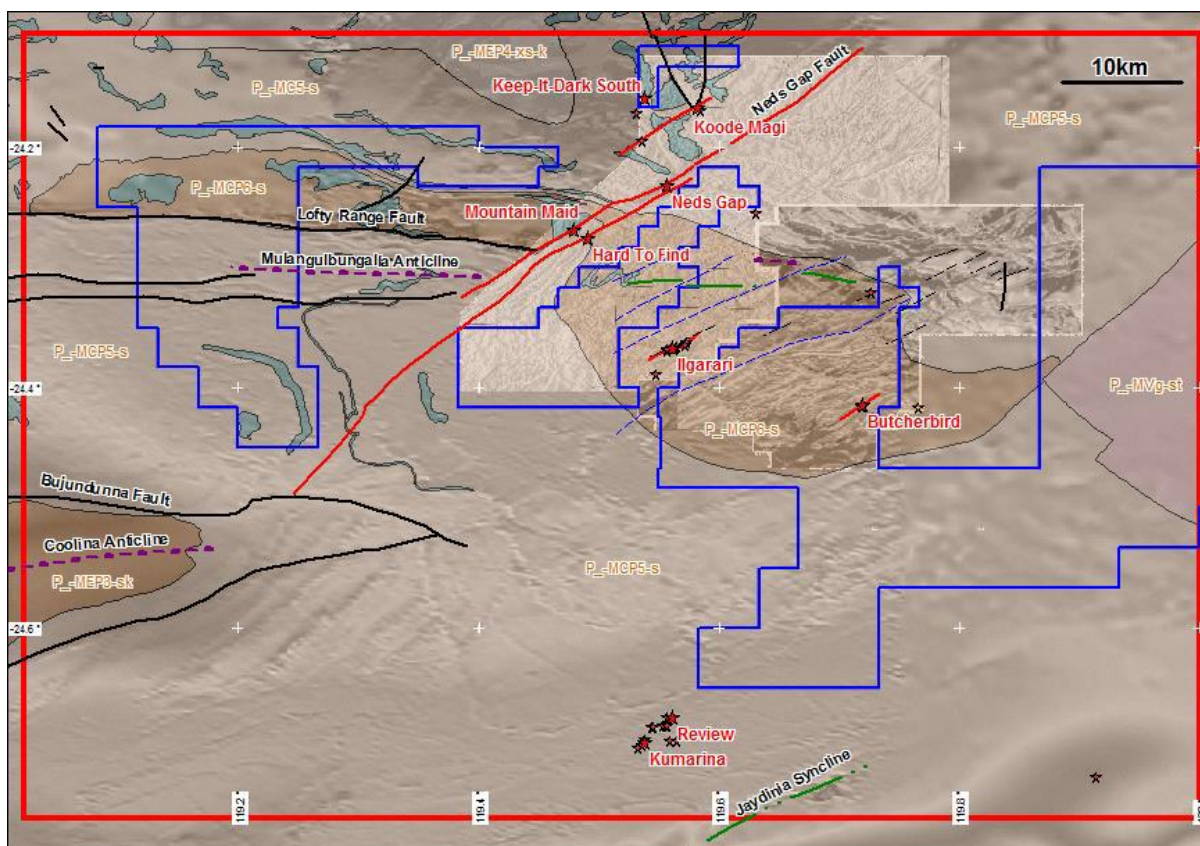 P_-MEP4-xs-k
10km
P_-MC5-s
Keep-It-Dark South
Neds Gap Fault
P_-MCP5-s
Koode Magi
-24.2°
P_-MCP6-s
Neds Gap
Lofty Range Fault
Mountain Maid
Hard To Find
Mulangulbungalia Anticline
P_-MCP5-s
Ilgarari
-24.4°
P_-MVg-st
Butcherbird
P_-MCP6-s
Bujundunna Fault
Coolina Anticline
P_-MEP3-sk
P_-MCP5-s
-24.6°
Review
Kumarina
Jaydinia Syncline
119.2°
119.4°
119.6°
119.8°